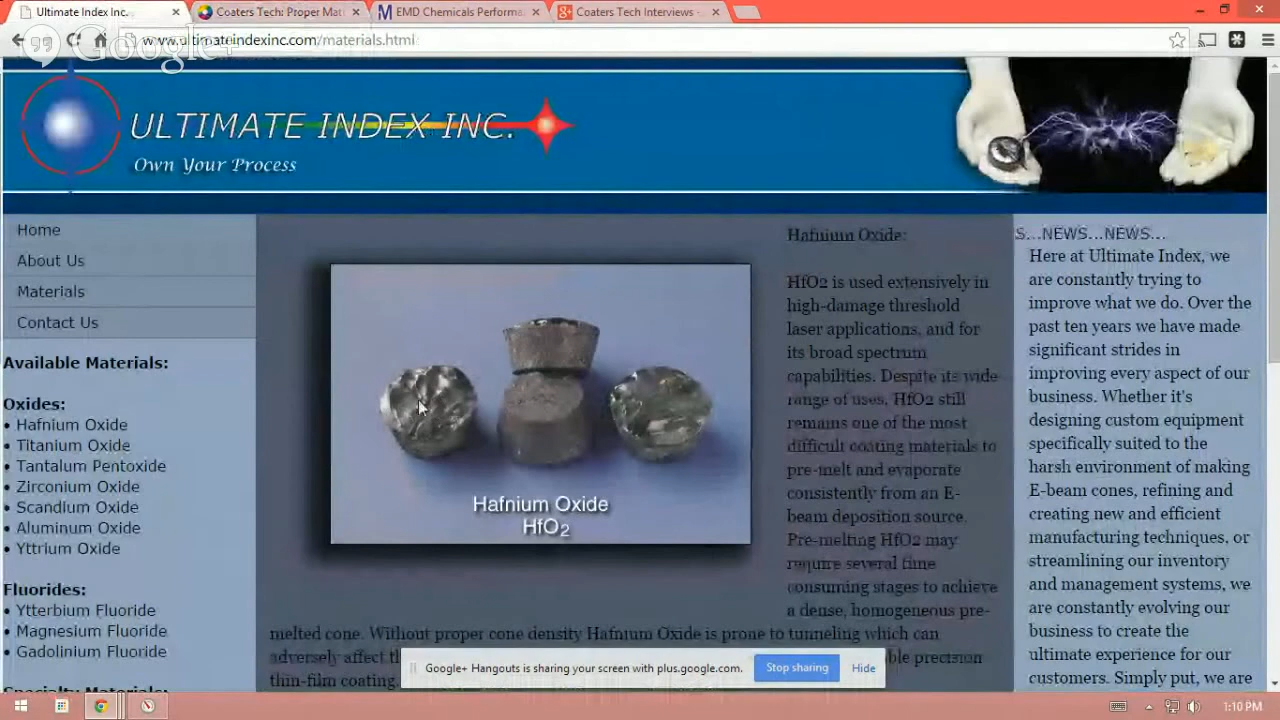 Ultimate Index Inc.
Coaters Tech: Proper Mat
EMD Chemicals Performa
Coaters Tech Interviews -
Google+
www.ultimateindexinc.com/materials.html
ULTIMATE INDEX INC.
Own Your Process
Home
About Us
Materials
Contact Us
Available Materials:
Oxides:
• Hafnium Oxide
• Titanium Oxide
• Tantalum Pentoxide
• Zirconium Oxide
• Scandium Oxide
• Aluminum Oxide
• Yttrium Oxide
Fluorides:
• Ytterbium Fluoride
• Magnesium Fluoride
• Gadolinium Fluoride
Specialty Materials:
Hafnium Oxide
HfO2
Hafnium Oxide:
HfO2 is used extensively in
high-damage threshold
laser applications, and for
its broad spectrum
capabilities. Despite its wide
range of uses, HfO2 still
remains one of the most
difficult coating materials to
pre-melt and evaporate
consistently from an E-
beam deposition source.
Pre-melting HfO2 may
require several time
consuming stages to achieve
a dense, homogeneous pre-
melted cone. Without proper cone density Hafnium Oxide is prone to tunneling which can
adversely affect precision
thin-film coating.
S...NEWS...NEWS...
Here at Ultimate Index, we
are constantly trying to
improve what we do. Over the
past ten years we have made
significant strides in
improving every aspect of our
business. Whether it's
designing custom equipment
specifically suited to the
harsh environment of making
E-beam cones, refining and
creating new and efficient
manufacturing techniques, or
streamlining our inventory
and management systems, we
are constantly evolving our
business to create the
ultimate experience for our
customers. Simply put, we are
Google+ Hangouts is sharing your screen with plus.google.com.
Stop sharing
Hide
1:10 PM